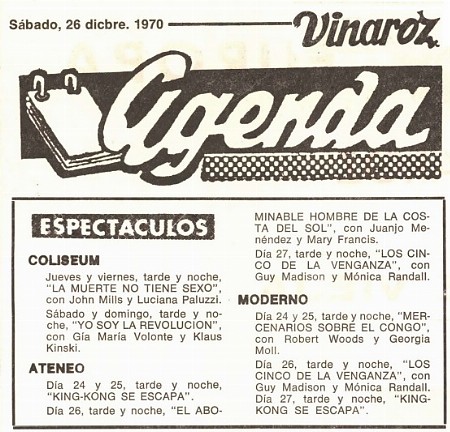 Sábado, 26 dicbre. 1970
Vinaroz
Agenda
ESPECTACULOS
COLISEUM
Jueves y viernes, tarde y noche,
"LA MUERTE NO TIENE SEXO",
con John Mills y Luciana Paluzzi.
Sábado y domingo, tarde y no-
che, "YO SOY LA REVOLUCION",
con Gía María Volonte y Klaus
Kinski.
ATENEO
Día 24 y 25, tarde y noche,
"KING-KONG SE ESCAPA".
Día 26, tarde y noche, "EL ABO-
MINABLE HOMBRE DE LA COS-
TA DEL SOL", con Juanjo Me-
néndez y Mary Francis.
Día 27, tarde y noche, "LOS CIN-
CO DE LA VENGANZA", con
Guy Madison y Mónica Randall.
MODERNO
Día 24 y 25, tarde y noche, "MER-
CENARIOS SOBRE EL CONGO",
con Robert Woods y Georgia
Moll.
Día 26, tarde y noche, "LOS
CINCO DE LA VENGANZA", con
Guy Madison y Mónica Randall.
Día 27, tarde y noche, "KING-
KONG SE ESCAPA".